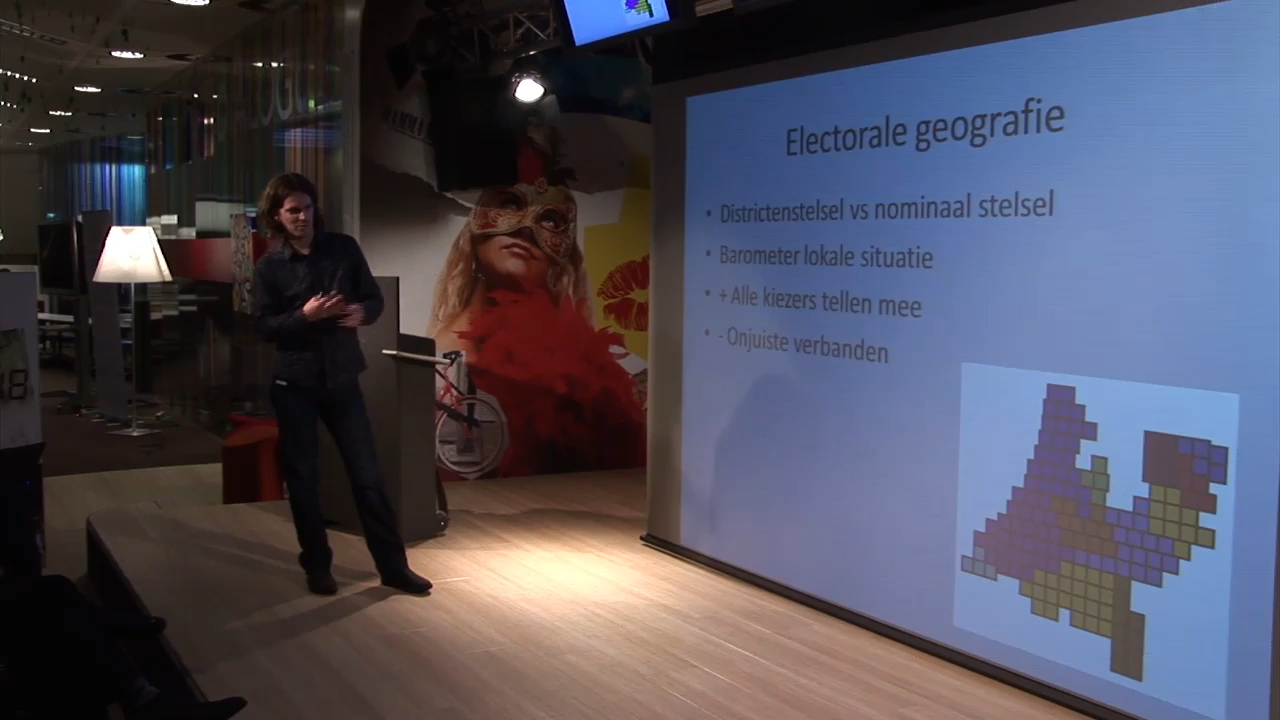 Electorale geografie
• Districtenstelsel vs nominaal stelsel
• Barometer lokale situatie
• + Alle kiezers tellen mee
• - Onjuiste verbanden